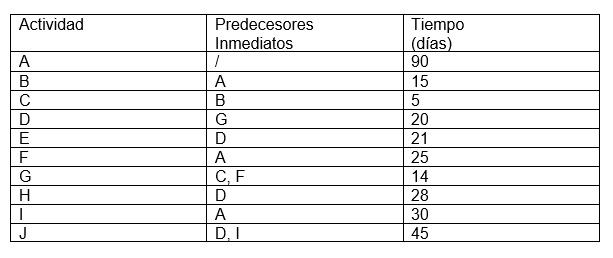 Actividad Predecesores Inmediatos Tiempo (días)
A / 90
B A 15
C B 5
D G 20
E D 21
F A 25
G C, F 14
H D 28
I A 30
J D, I 45